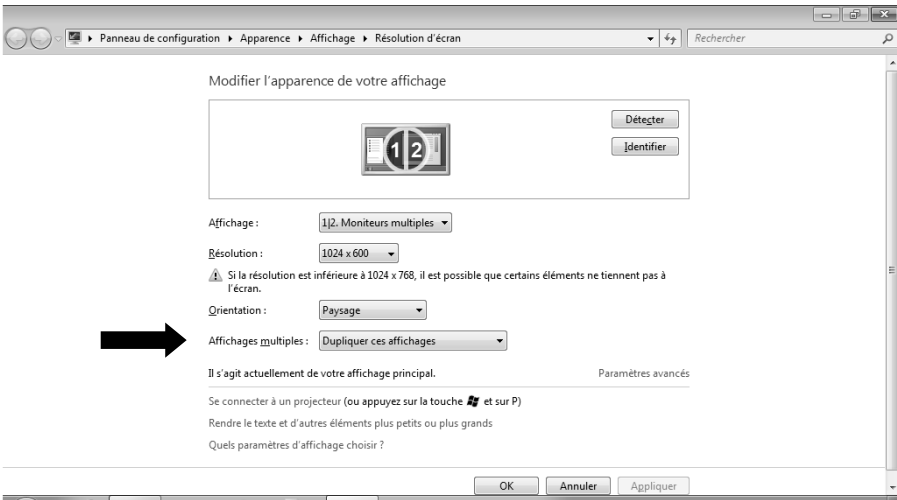 Panneau de configuration ▸ Apparence ▸ Affichage ▸ Résolution d'écran
Rechercher
Modifier l'apparence de votre affichage
1 2
Détecter
Identifier
Affichage :
1|2. Moniteurs multiples
Résolution :
1024 x 600
Si la résolution est inférieure à 1024 x 768, il est possible que certains éléments ne tiennent pas à
l'écran.
Orientation :
Paysage
Affichages multiples :
Dupliquer ces affichages
Il s'agit actuellement de votre affichage principal.
Paramètres avancés
Se connecter à un projecteur (ou appuyez sur la touche et sur P)
Rendre le texte et d'autres éléments plus petits ou plus grands
Quels paramètres d'affichage choisir ?
OK
Annuler
Appliquer